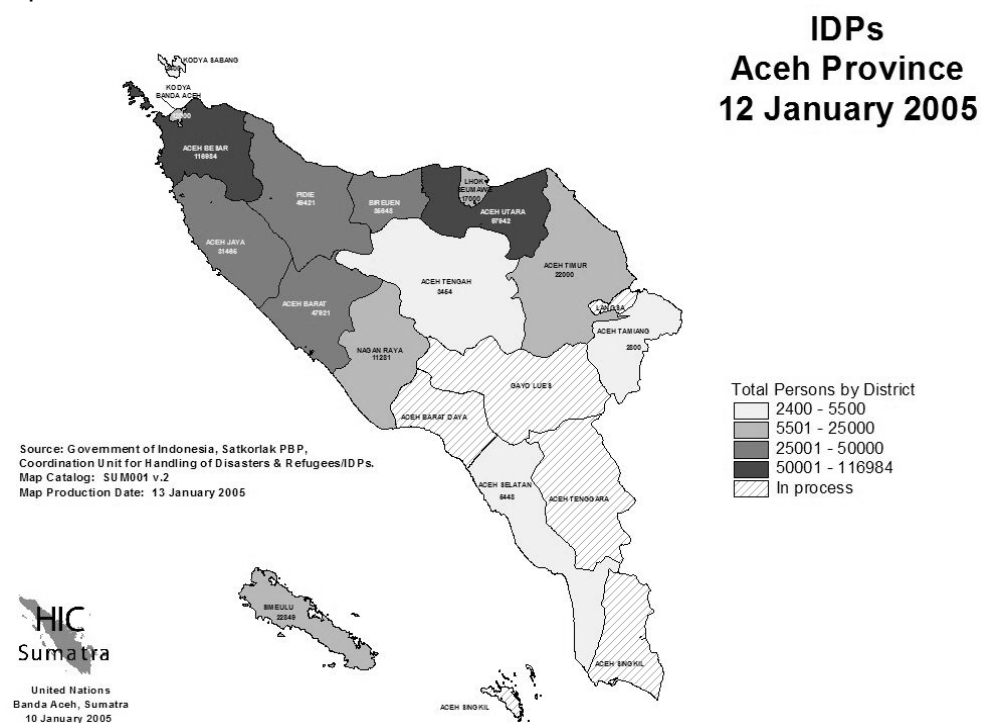 IDPs
Aceh Province
12 January 2005
KODYA SABANG
KODYA
BANDA ACEH
ACEH BESAR
116984
PIDIE
BIREUEN
LHOK
SEUMAWE
17000
ACEH UTARA
ACEH JAYA
ACEH TENGAH
ACEH TIMUR
22000
ACEH BARAT
47921
LANGSA
ACEH TAMIANG
NAGAN RAYA
GAYO LUES
ACEH BARAT DAYA
ACEH SELATAN
ACEH TENGGARA
SIMEULU
ACEH SINGKIL
ACEH SINGKIL
Total Persons by District
2400 - 5500
5501 - 25000
25001 - 50000
50001 - 116984
In process
Source: Government of Indonesia, Satkorlak PBP,
Coordination Unit for Handling of Disasters & Refugees/IDPs.
Map Catalog: SUM001 v.2
Map Production Date: 13 January 2005
HIC
Sumatra
United Nations
Banda Aceh, Sumatra
10 January 2005